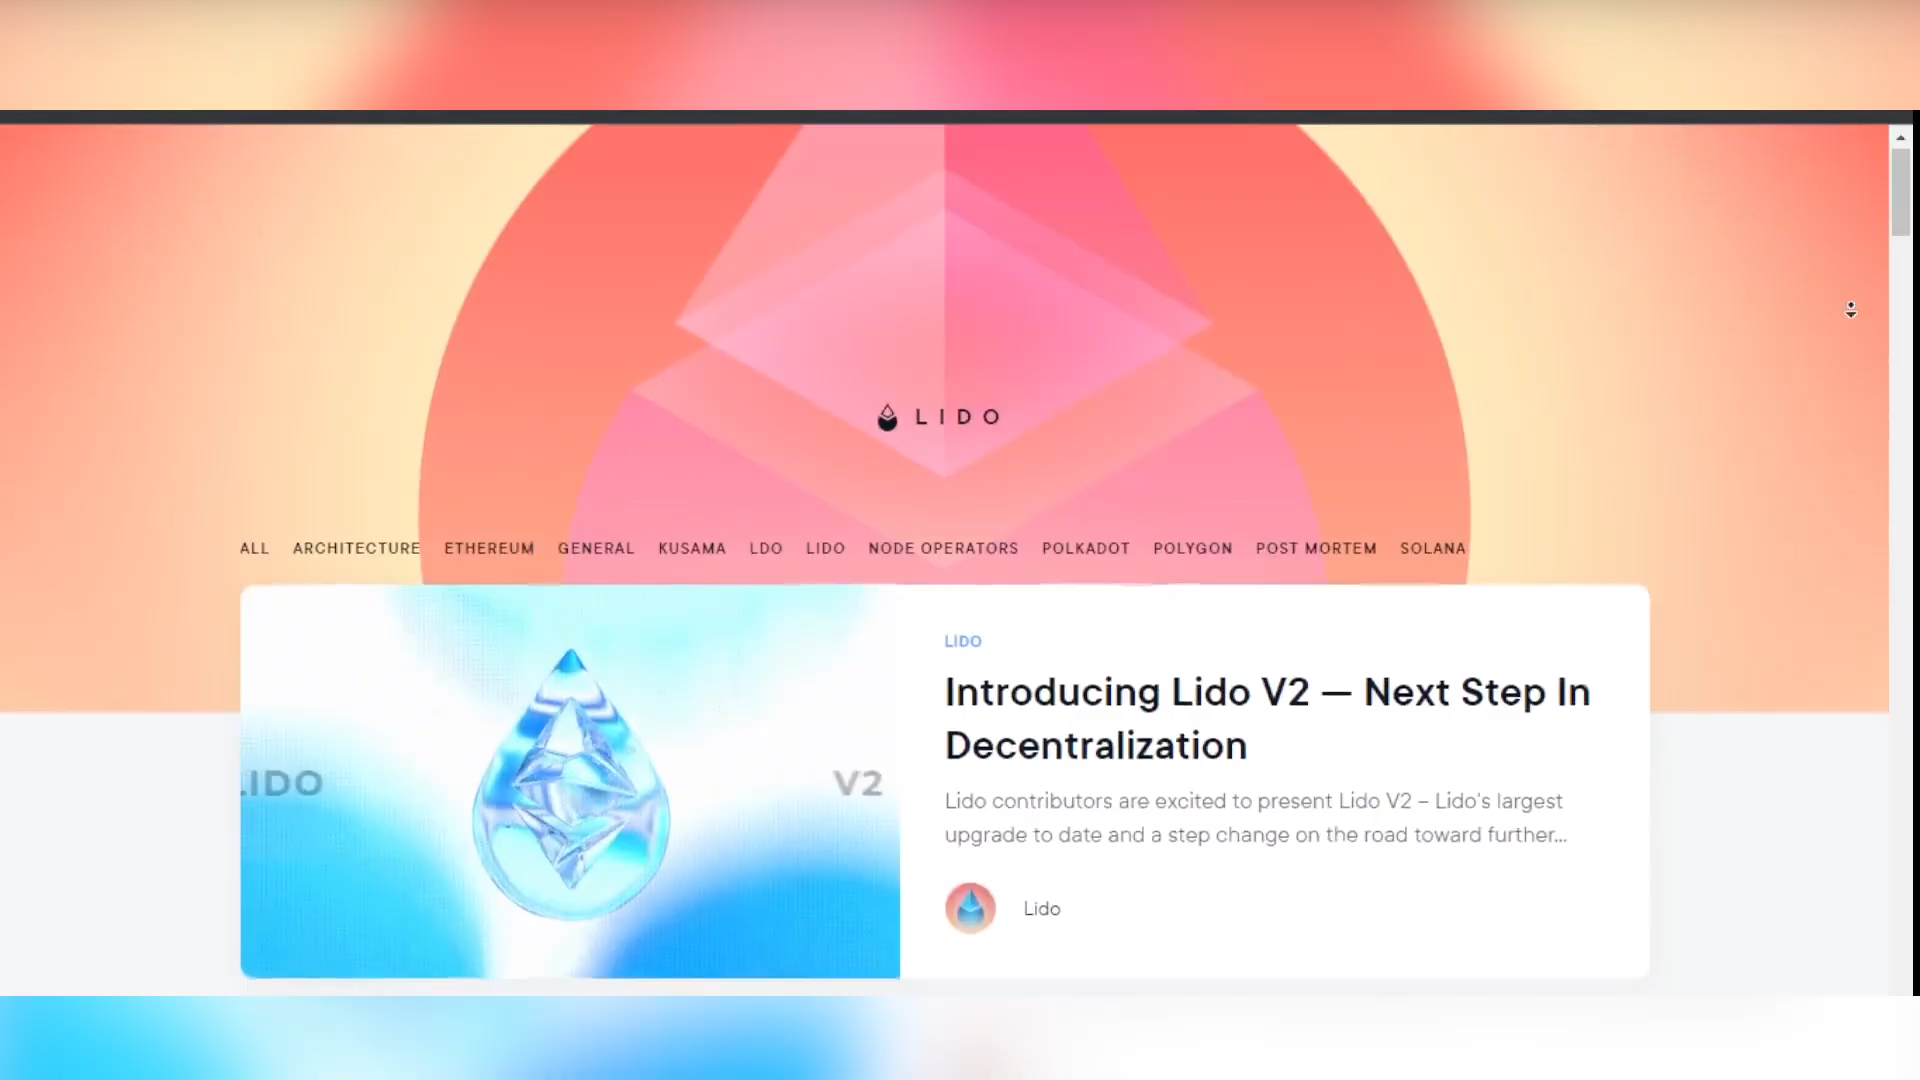 LIDO
ALL ARCHITECTURE ETHEREUM GENERAL KUSAMA LDO LIDO NODE OPERATORS POLKADOT POLYGON POST MORTEM SOLANA
LIDO V2
LIDO
Introducing Lido V2 — Next Step In
Decentralization
Lido contributors are excited to present Lido V2 – Lido's largest
upgrade to date and a step change on the road toward further...
Lido